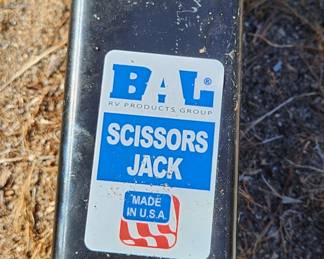 BAL®
RV PRODUCTS GROUP
SCISSORS
JACK
MADE
IN U.S.A.